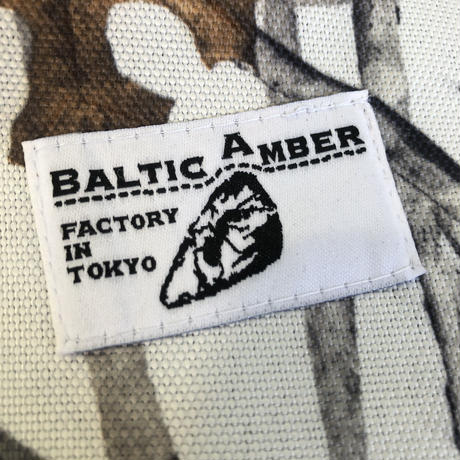 BALTIC AMBER
FACTORY
IN
TOKYO